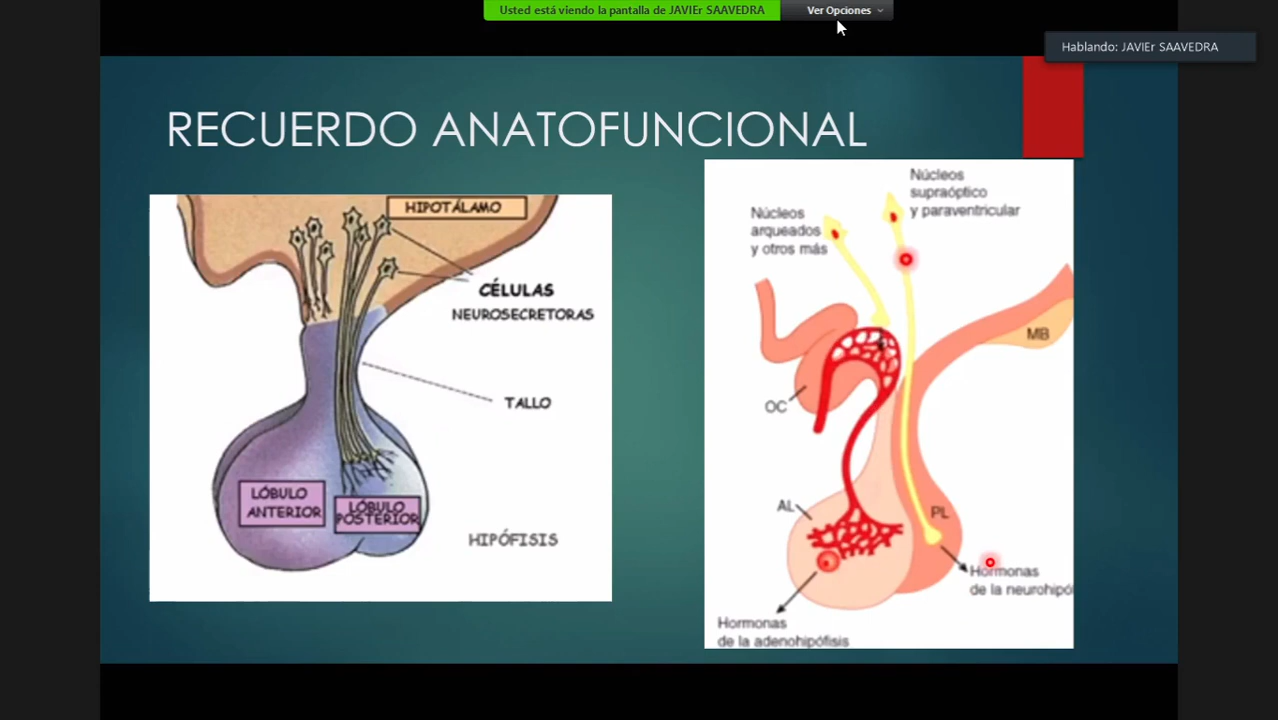 Usted está viendo la pantalla de JAVIEr SAAVEDRA
Ver Opciones
Hablando: JAVIEr SAAVEDRA
RECUERDO ANATOFUNCIONAL
HIPOTÁLAMO
CÉLULAS
NEUROSECRETORAS
TALLO
LÓBULO
ANTERIOR
LÓBULO
POSTERIOR
HIPÓFISIS
Núcleos
supraóptico
y paraventricular
Núcleos
arqueados
y otros más
MB
OC
AL
PL
Hormonas
de la neurohipóf
Hormonas
de la adenohipófisis